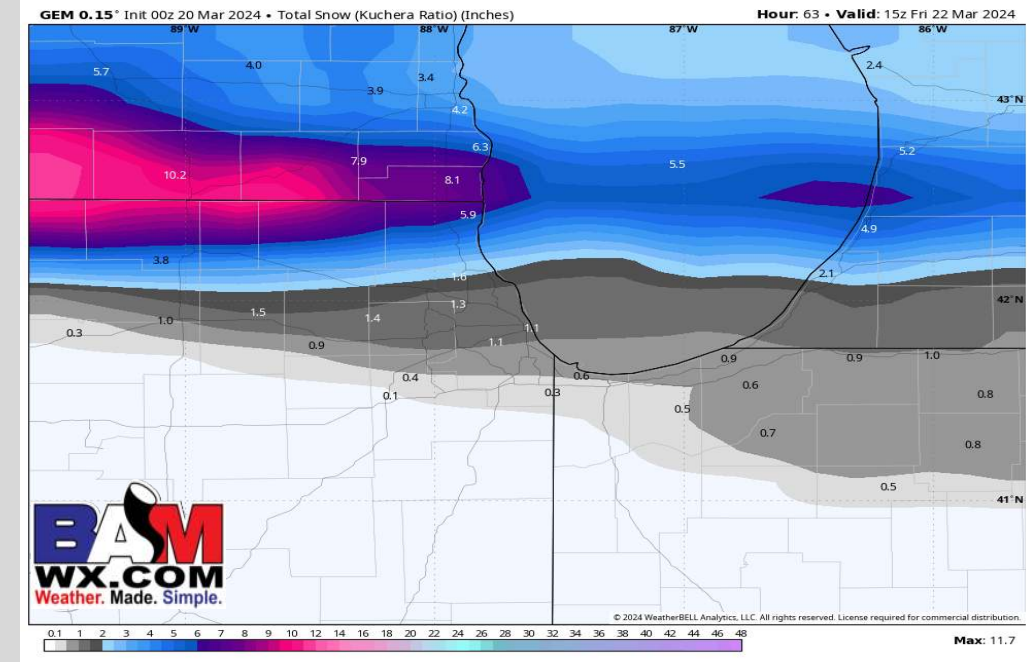 GEM 0.15° Init 00z 20 Mar 2024 • Total Snow (Kuchera Ratio) (Inches)
Hour: 63 • Valid: 15z Fri 22 Mar 2024
89°W 88°W 87°W 86°W
5.7 4.0 3.4 2.4
3.9
4.2 43°N
6.3 5.2
7.9 5.5
10.2 8.1
5.9
4.9
3.8
1.6 2.1
1.3 42°N
1.5
1.0 1.4
0.3 1.1
0.9 1.1
0.9 0.9 1.0
0.4 0.6 0.6
0.1 0.3 0.8
0.5
0.7
0.8
0.5
41°N
BAM
WX.COM
Weather. Made. Simple.
© 2024 WeatherBELL Analytics, LLC. All rights reserved. License required for commercial distribution.
0.1 1 2 3 4 5 6 7 8 9 10 12 14 16 18 20 22 24 26 28 30 32 34 36 38 40 42 44 46 48
Max: 11.7